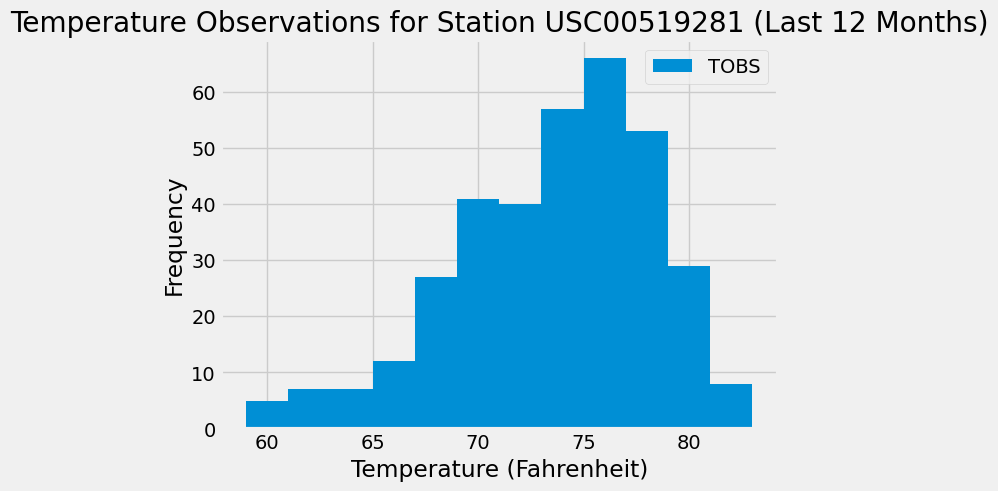 Temperature Observations for Station USC00519281 (Last 12 Months)
TOBS
Frequency
60
50
40
30
20
10
0
60 65 70 75 80
Temperature (Fahrenheit)